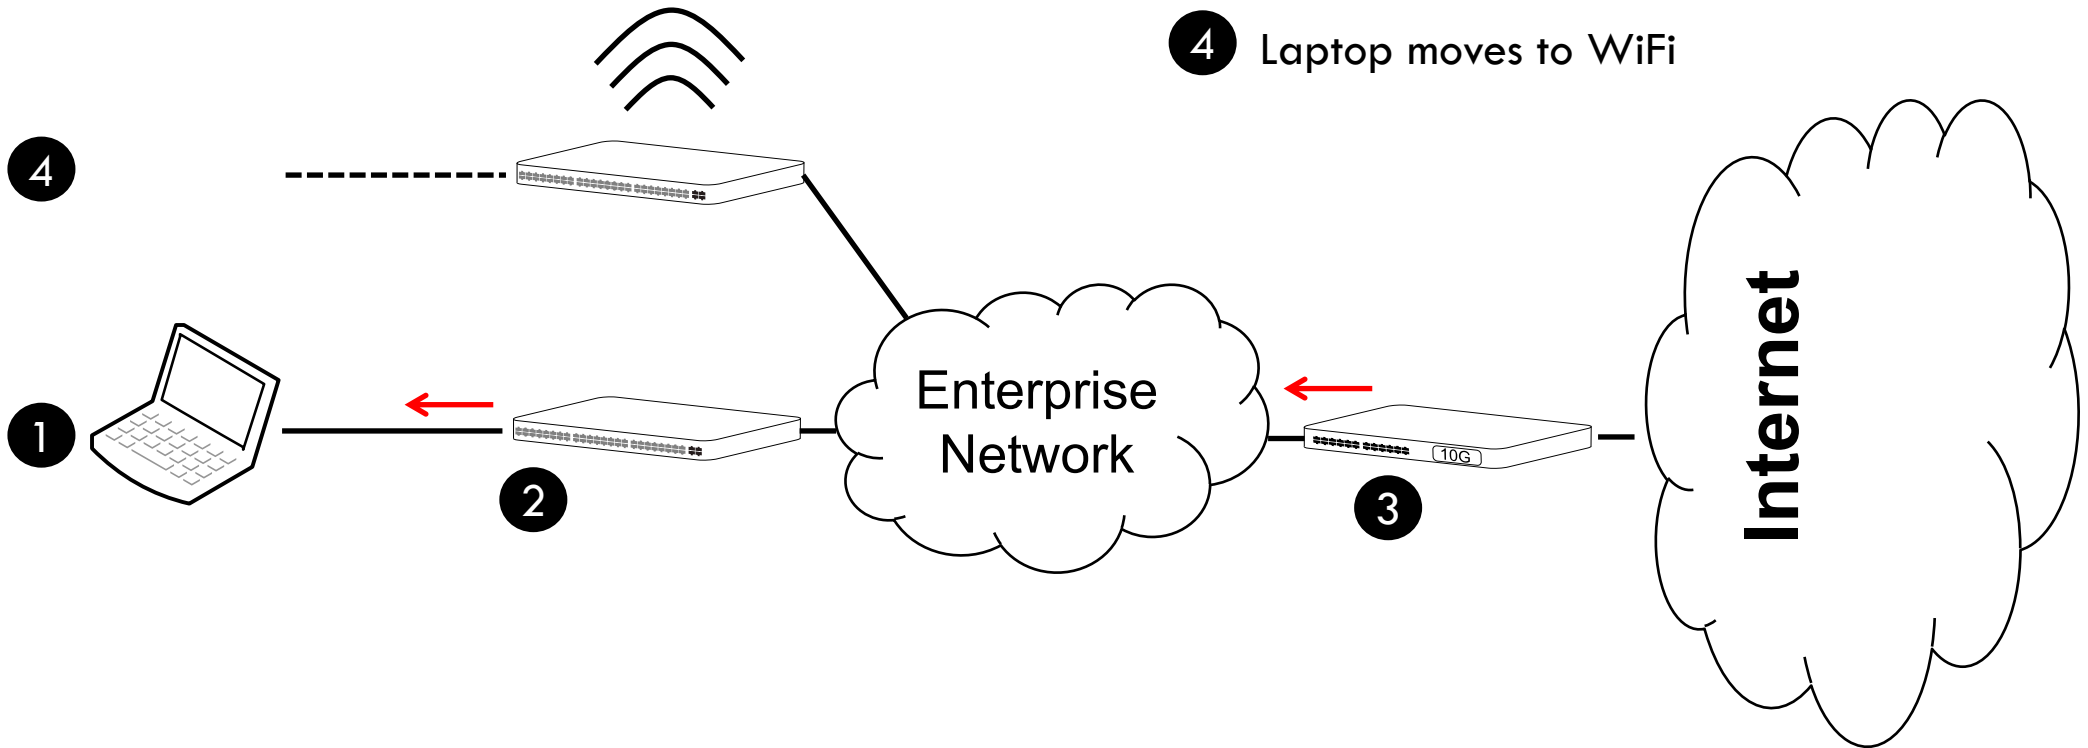 4 Laptop moves to WiFi
4
1
2
Enterprise
Network
10G
3
Internet